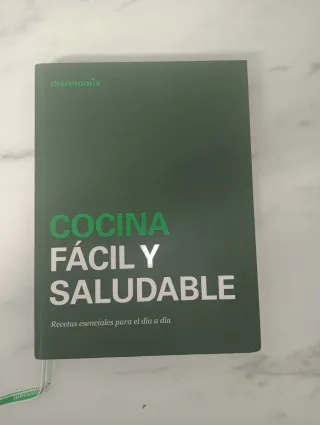 thermomix
COCINA
FÁCIL Y
SALUDABLE
Recetas esenciales para el día a día